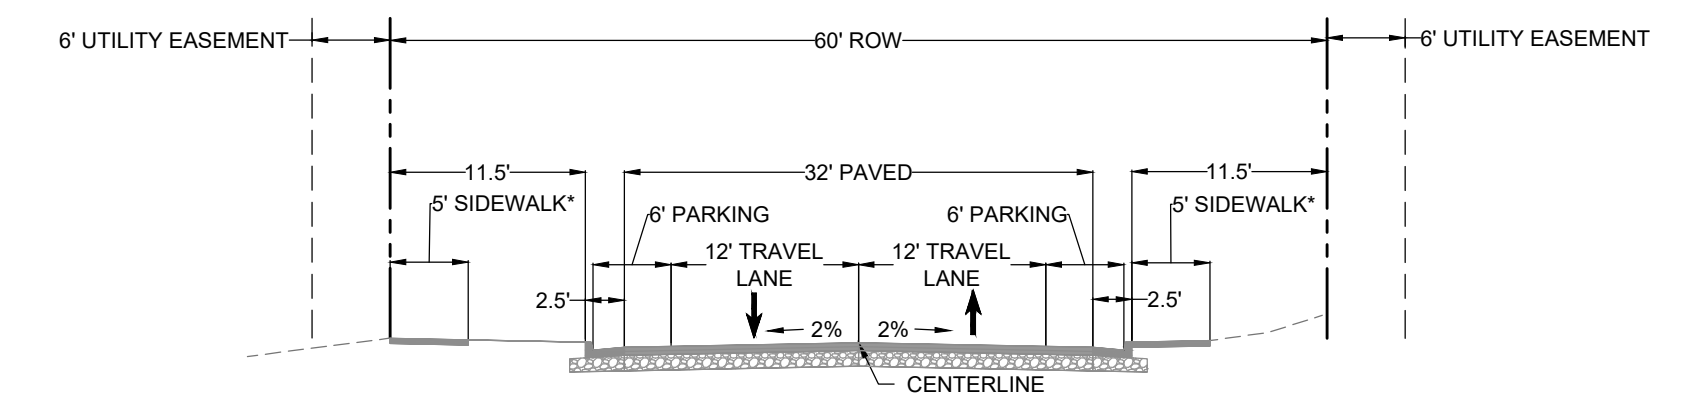 6' UTILITY EASEMENT
60' ROW
6' UTILITY EASEMENT
11.5'
32' PAVED
11.5'
5' SIDEWALK*
5' SIDEWALK*
6' PARKING
6' PARKING
12' TRAVEL
LANE
12' TRAVEL
LANE
2.5'
2.5'
2%
2%
CENTERLINE